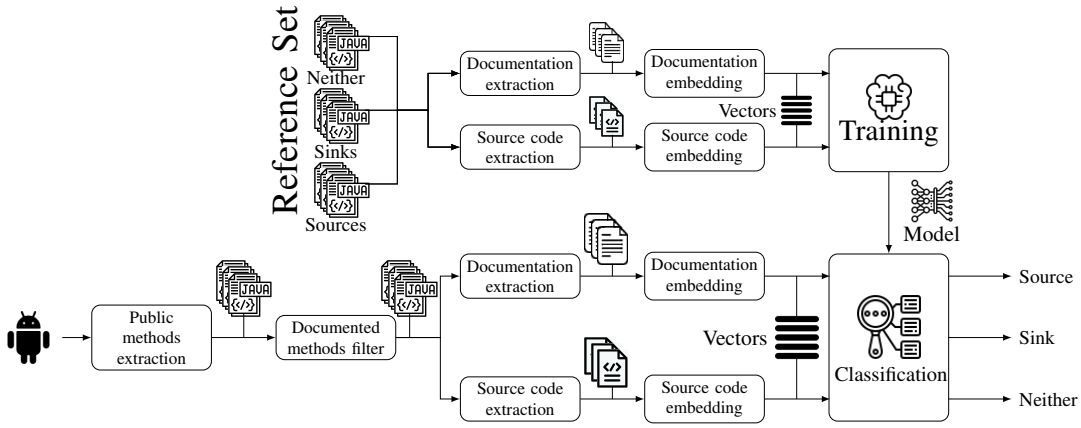 Reference Set
JAVA
</>
Neither
JAVA
</>
Sinks
JAVA
</>
Sources
Documentation
extraction
Documentation
embedding
Source code
extraction
</>
Source code
embedding
Vectors
Training
Model
Public
methods
extraction
JAVA
</>
Documented
methods filter
JAVA
</>
Documentation
extraction
Documentation
embedding
Source code
extraction
</>
Source code
embedding
Vectors
Classification
Source
Sink
Neither